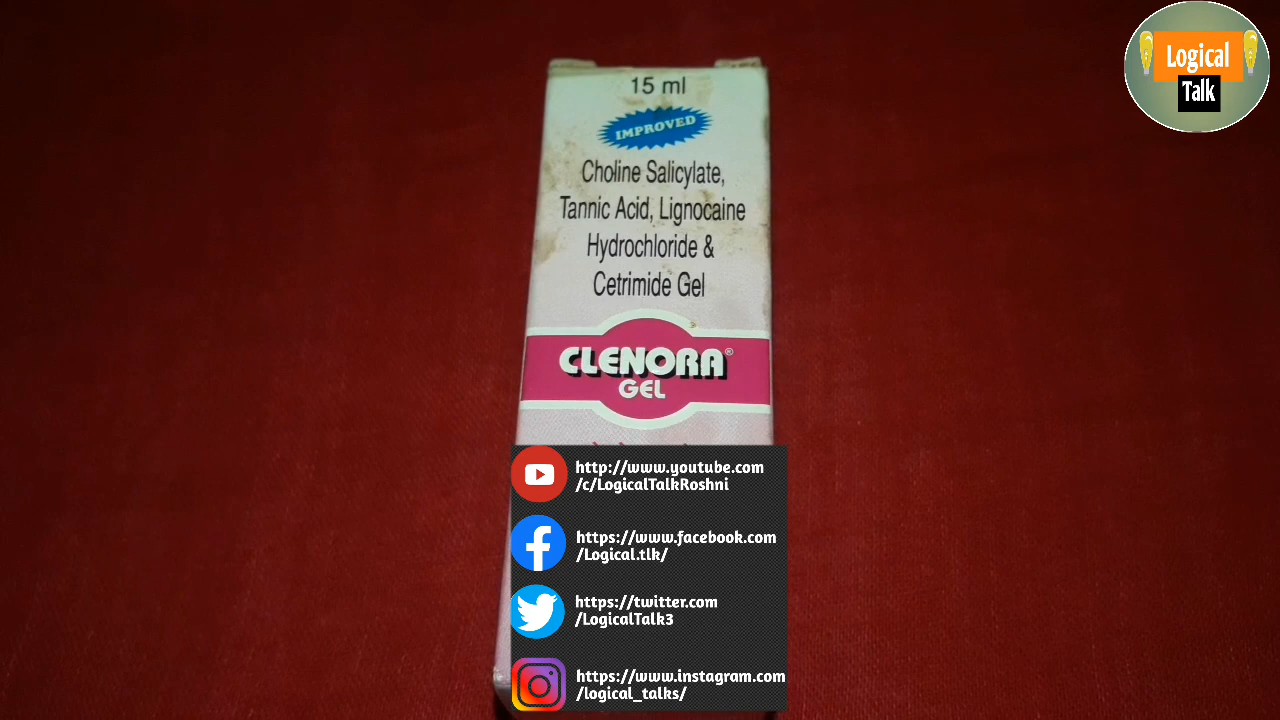 Logical
Talk
15 ml
IMPROVED
Choline Salicylate,
Tannic Acid, Lignocaine
Hydrochloride &
Cetrimide Gel
CLENORA®
GEL
http://www.youtube.com
/c/LogicalTalkRoshni
https://www.facebook.com
/Logical.tlk/
https://twitter.com
/LogicalTalk3
https://www.instagram.com
/logical_talks/